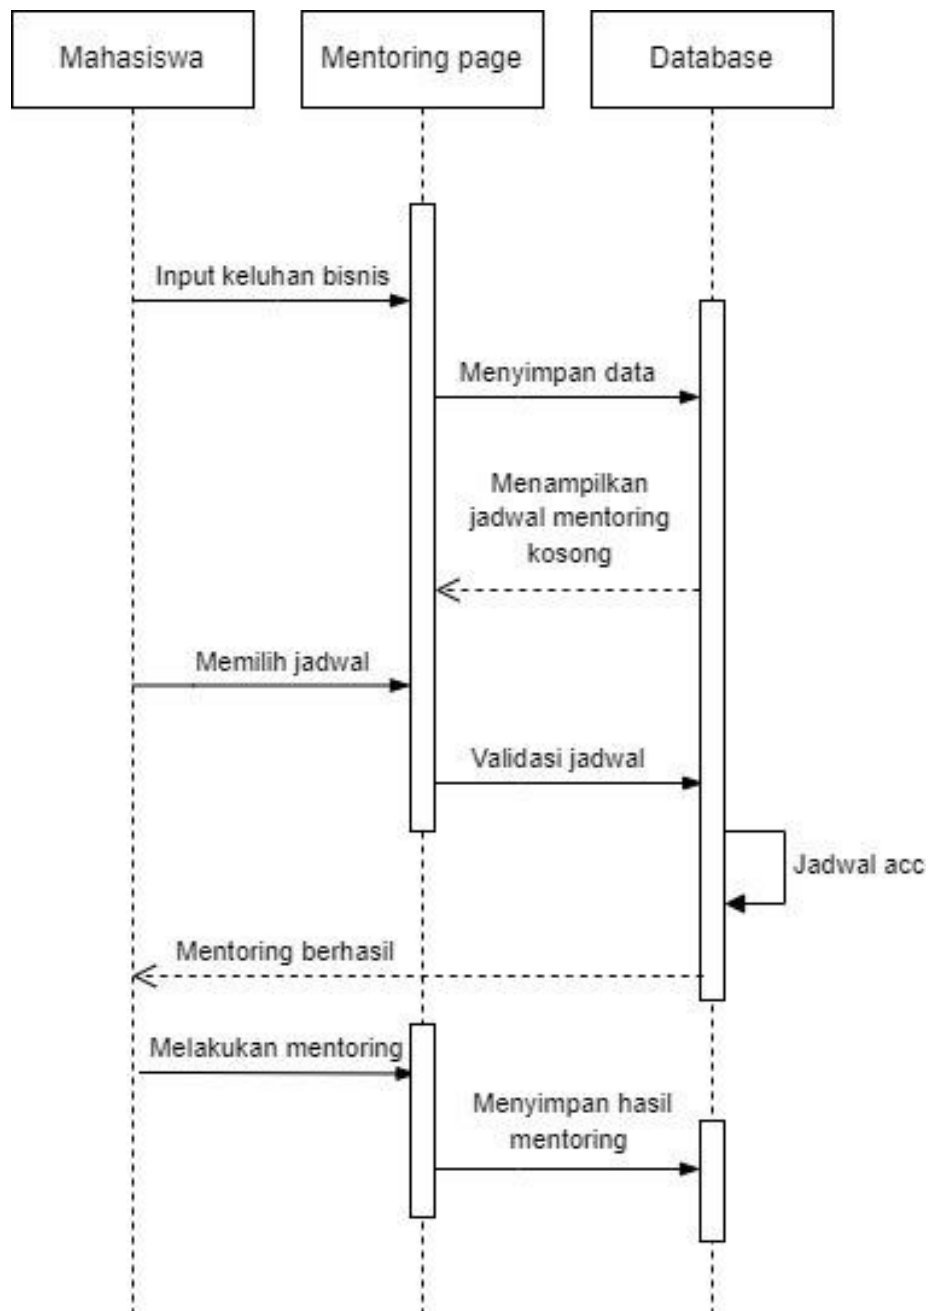 Mahasiswa
Mentoring page
Database
Input keluhan bisnis
Menyimpan data
Menampilkan
jadwal mentoring
kosong
Memilih jadwal
Validasi jadwal
Jadwal acc
Mentoring berhasil
Melakukan mentoring
Menyimpan hasil
mentoring